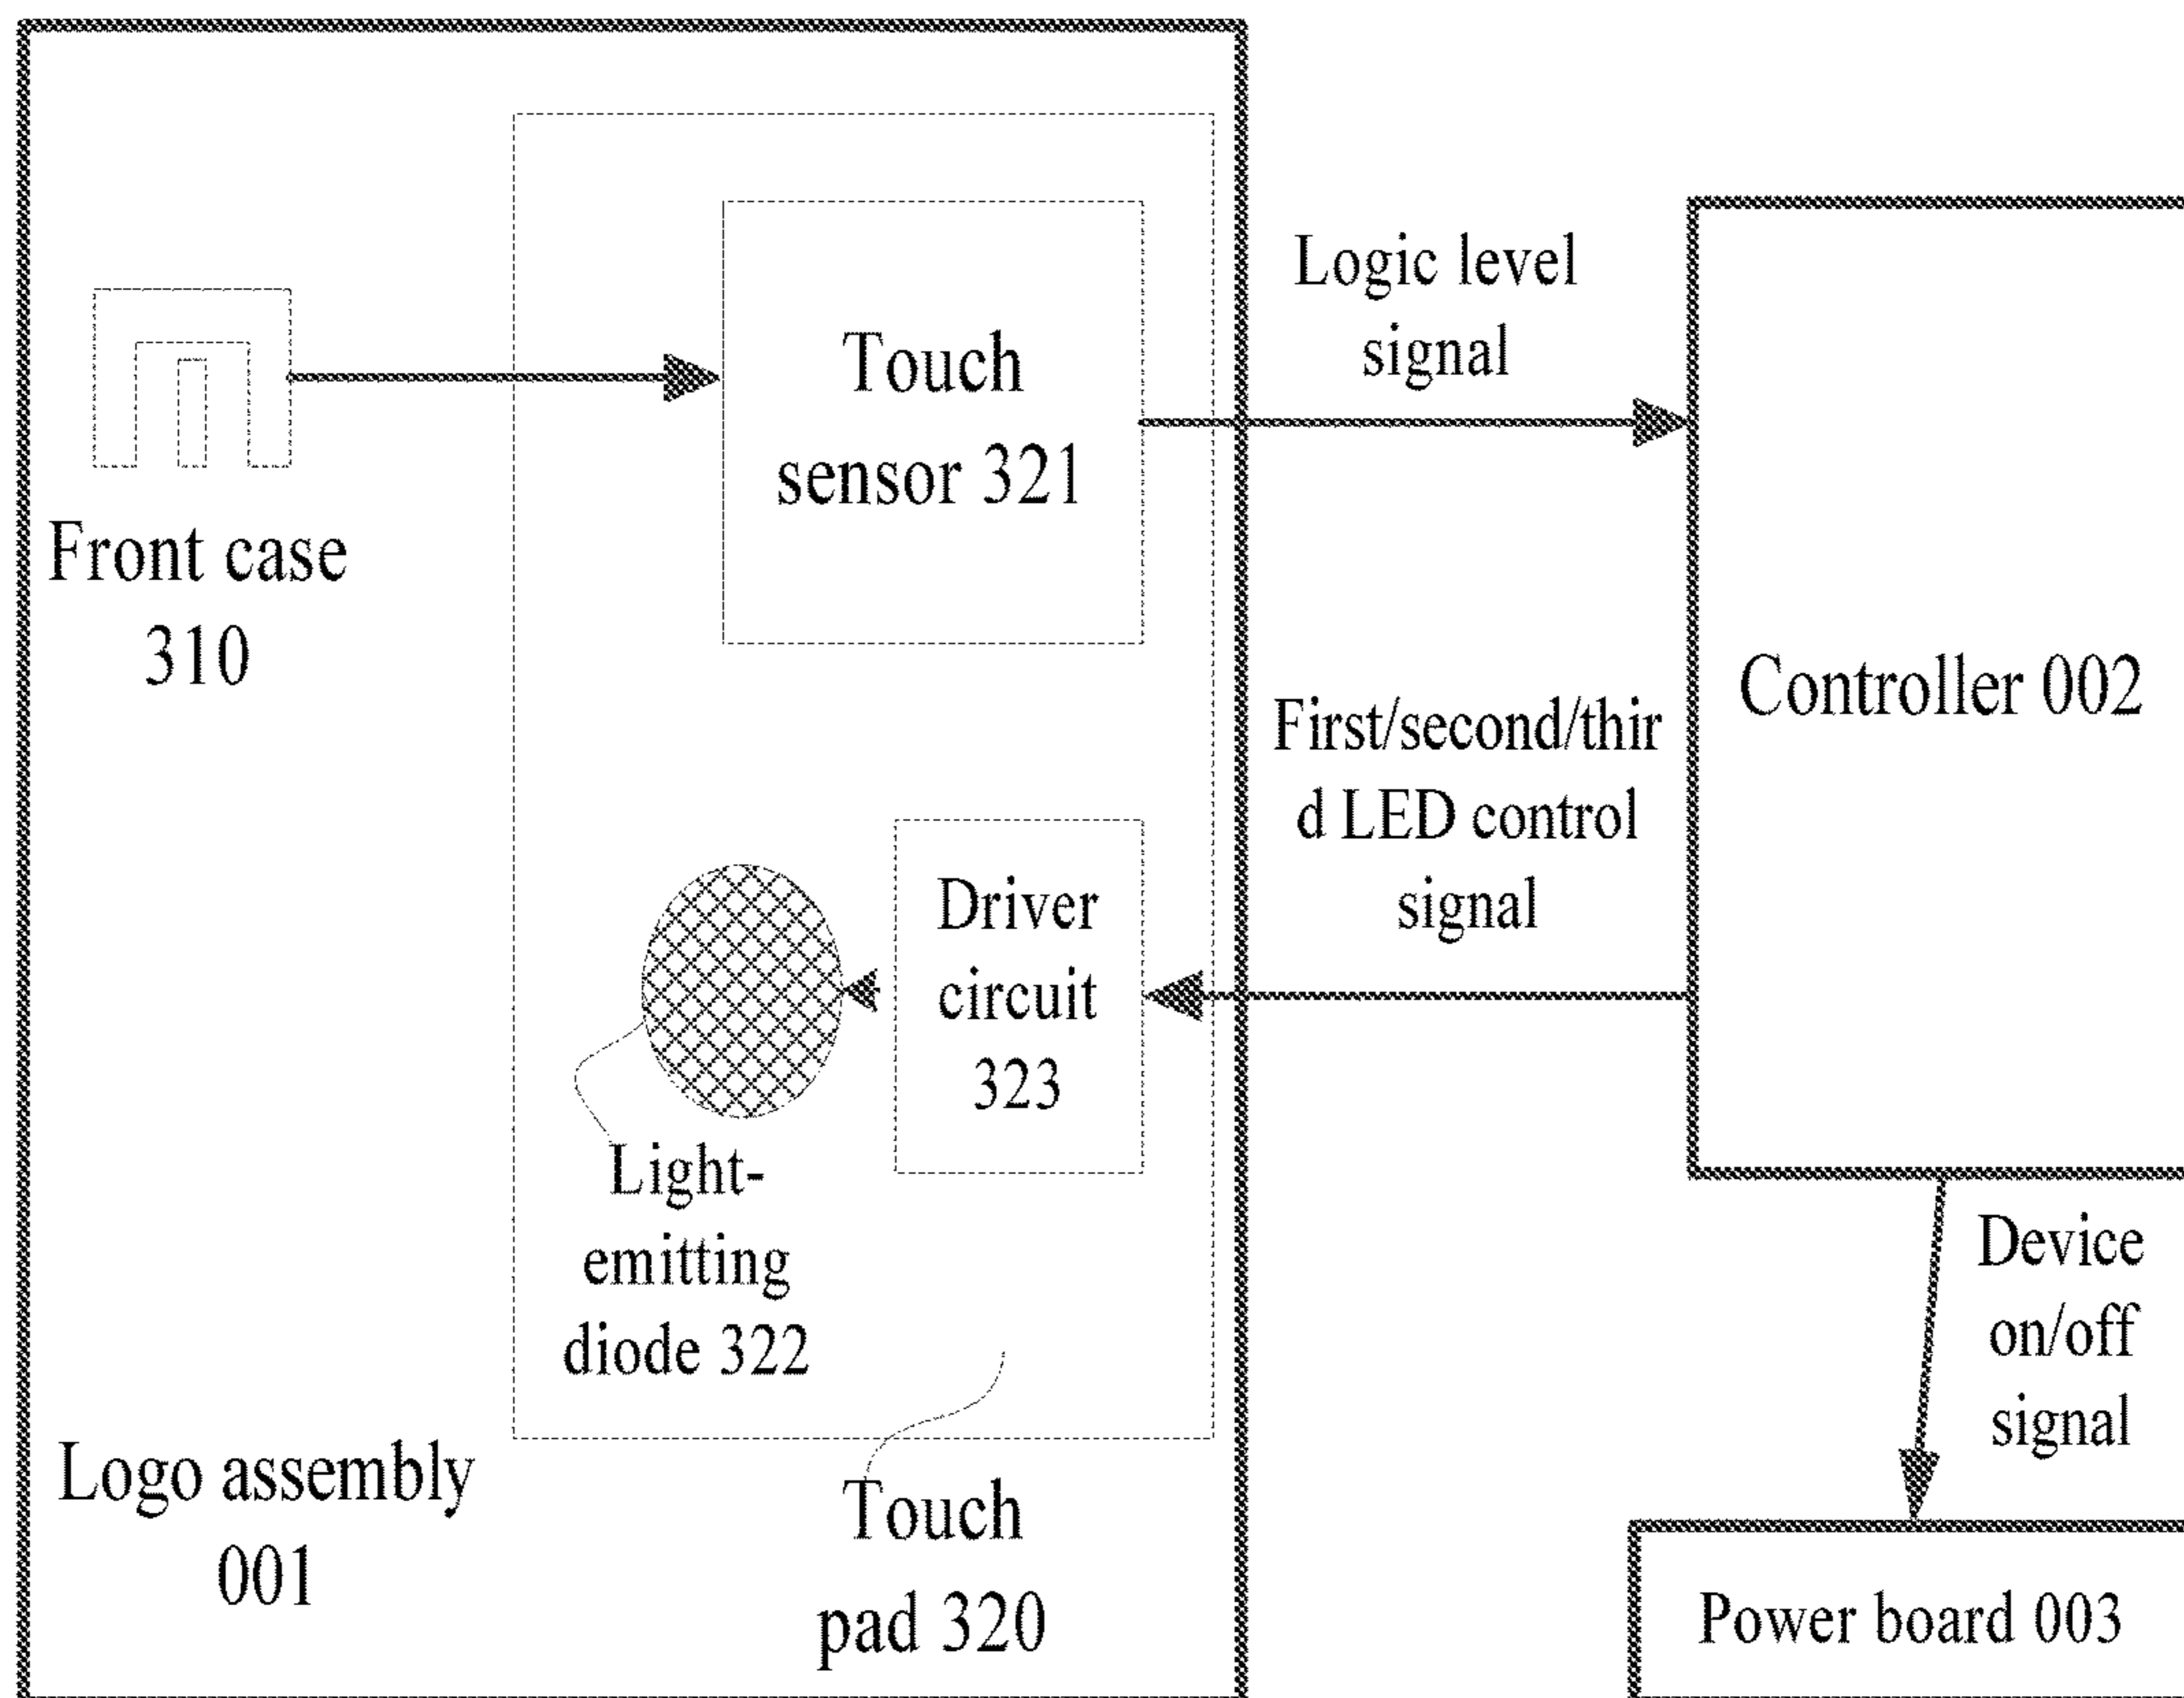 Touch
sensor 321
Logic level
signal
Front case
310
Controller 002
First/second/thir
d LED control
signal
Driver
circuit
323
Light-
emitting
diode 322
Device
on/off
signal
Logo assembly
001
Touch
pad 320
Power board 003